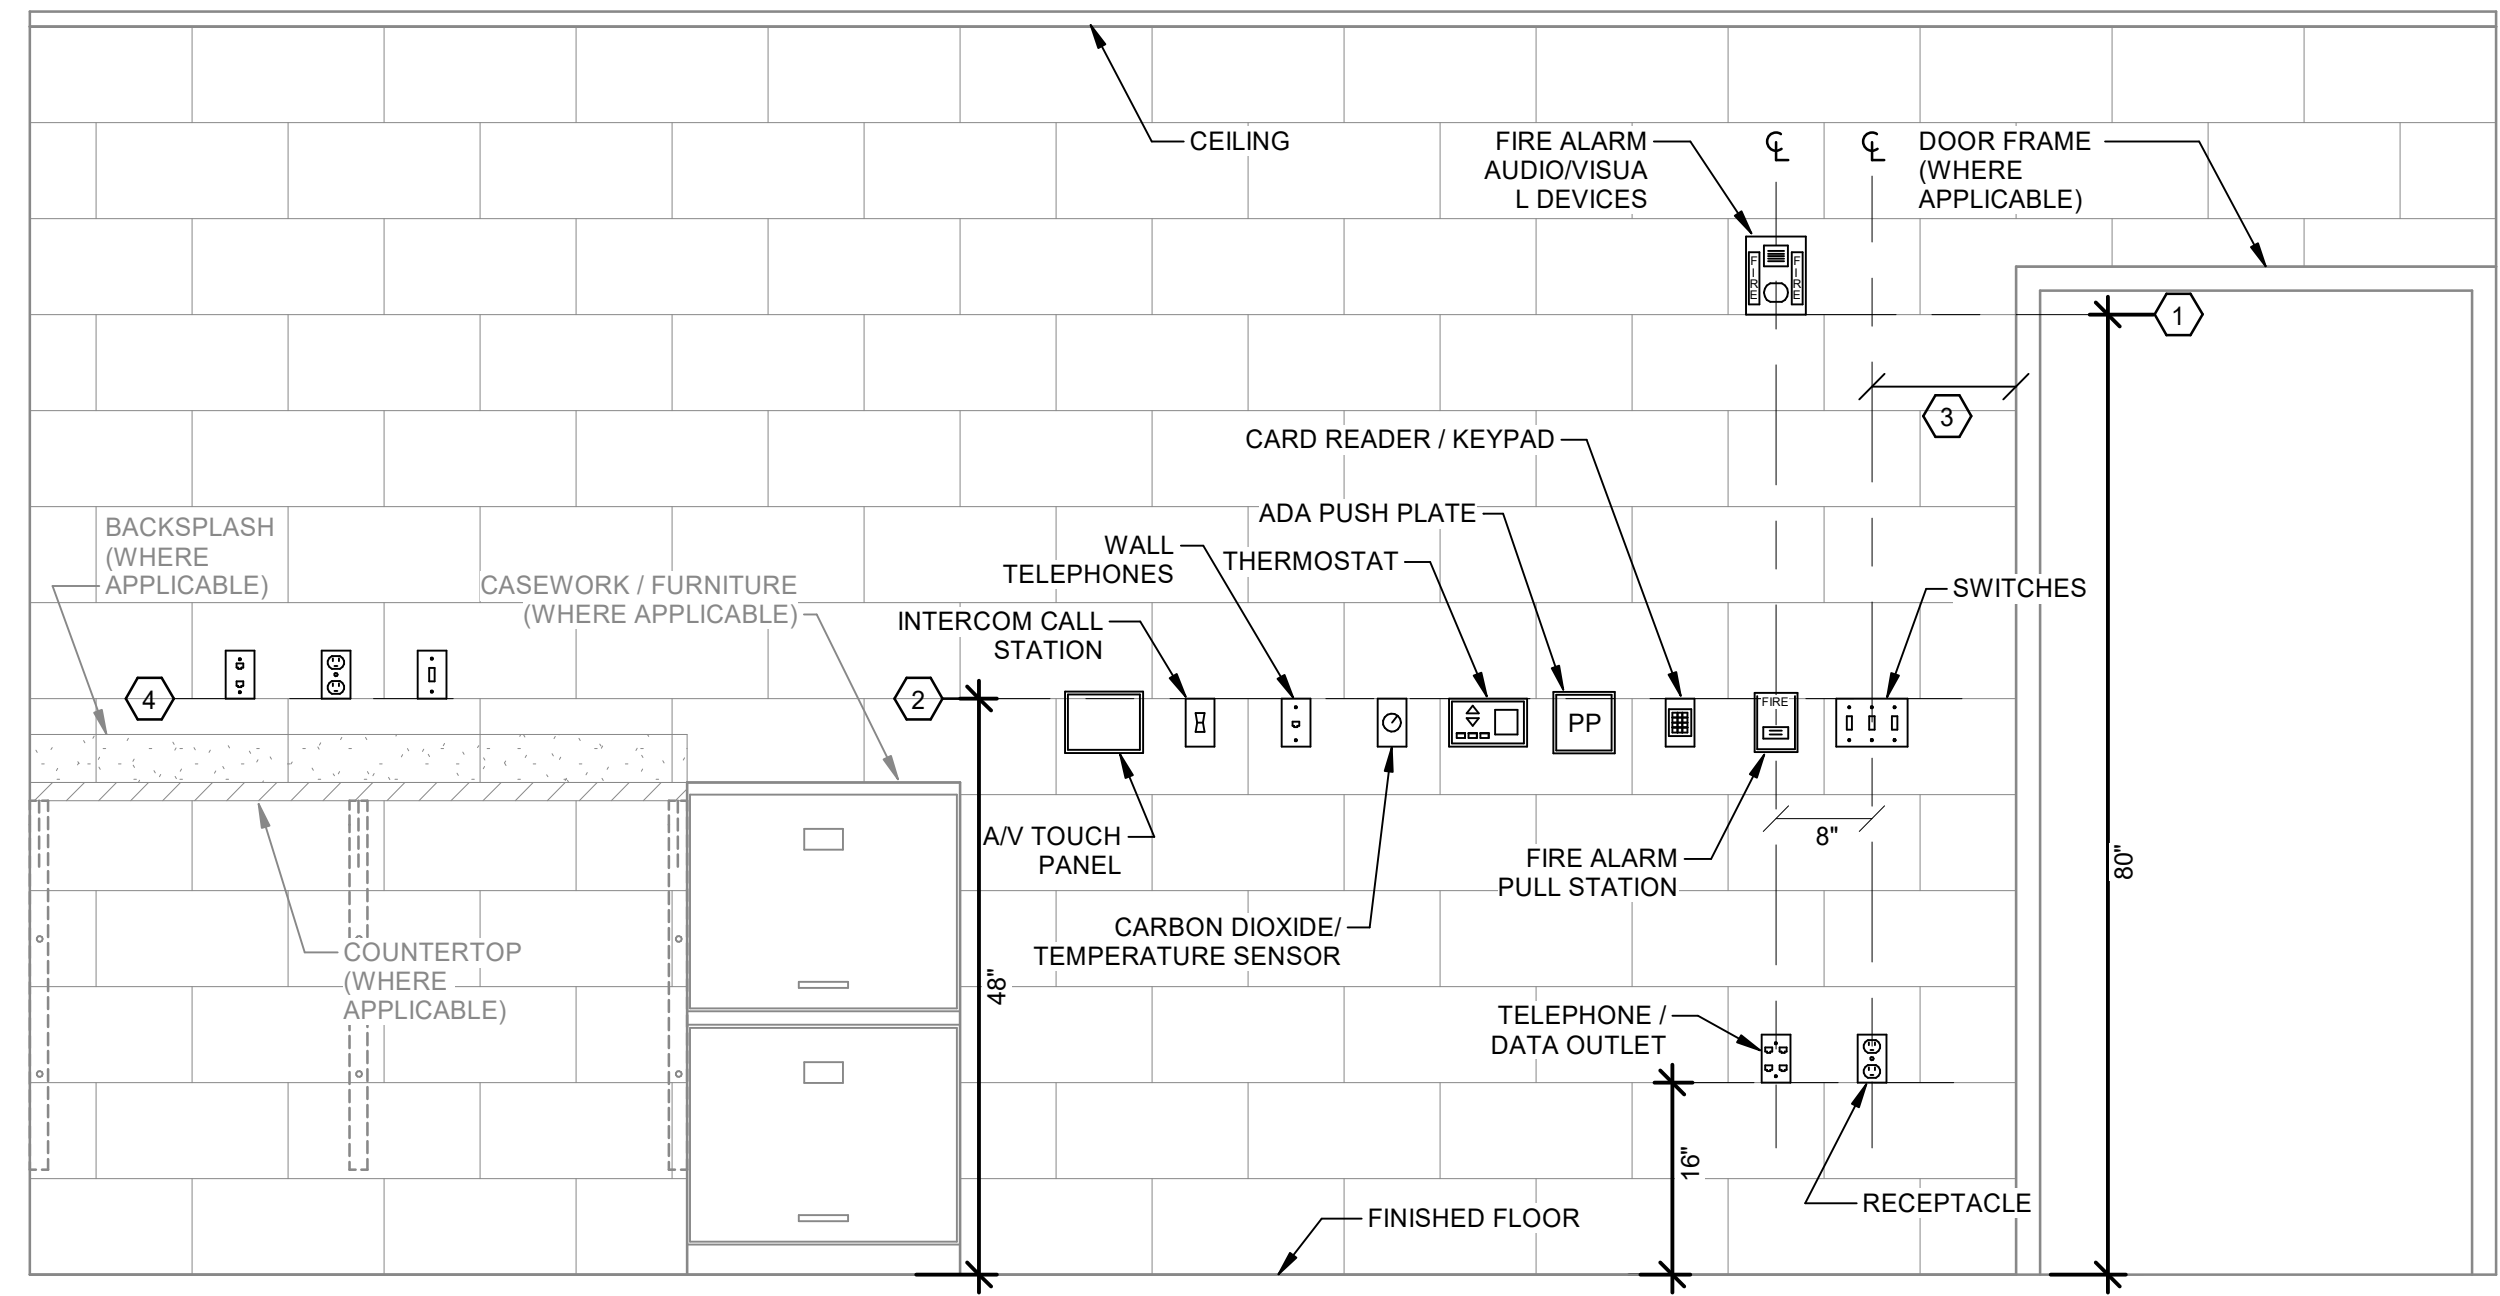 CEILING
FIRE ALARM
AUDIO/VISUA
L DEVICES
℄
℄
DOOR FRAME
(WHERE
APPLICABLE)
FIRE
FIRE
1
3
CARD READER / KEYPAD
ADA PUSH PLATE
WALL
TELEPHONES
THERMOSTAT
BACKSPLASH
(WHERE
APPLICABLE)
CASEWORK / FURNITURE
(WHERE APPLICABLE)
INTERCOM CALL
STATION
SWITCHES
4
2
PP
FIRE
A/V TOUCH
PANEL
8"
80"
FIRE ALARM
PULL STATION
CARBON DIOXIDE/
TEMPERATURE SENSOR
COUNTERTOP
(WHERE
APPLICABLE)
48"
TELEPHONE /
DATA OUTLET
16"
RECEPTACLE
FINISHED FLOOR